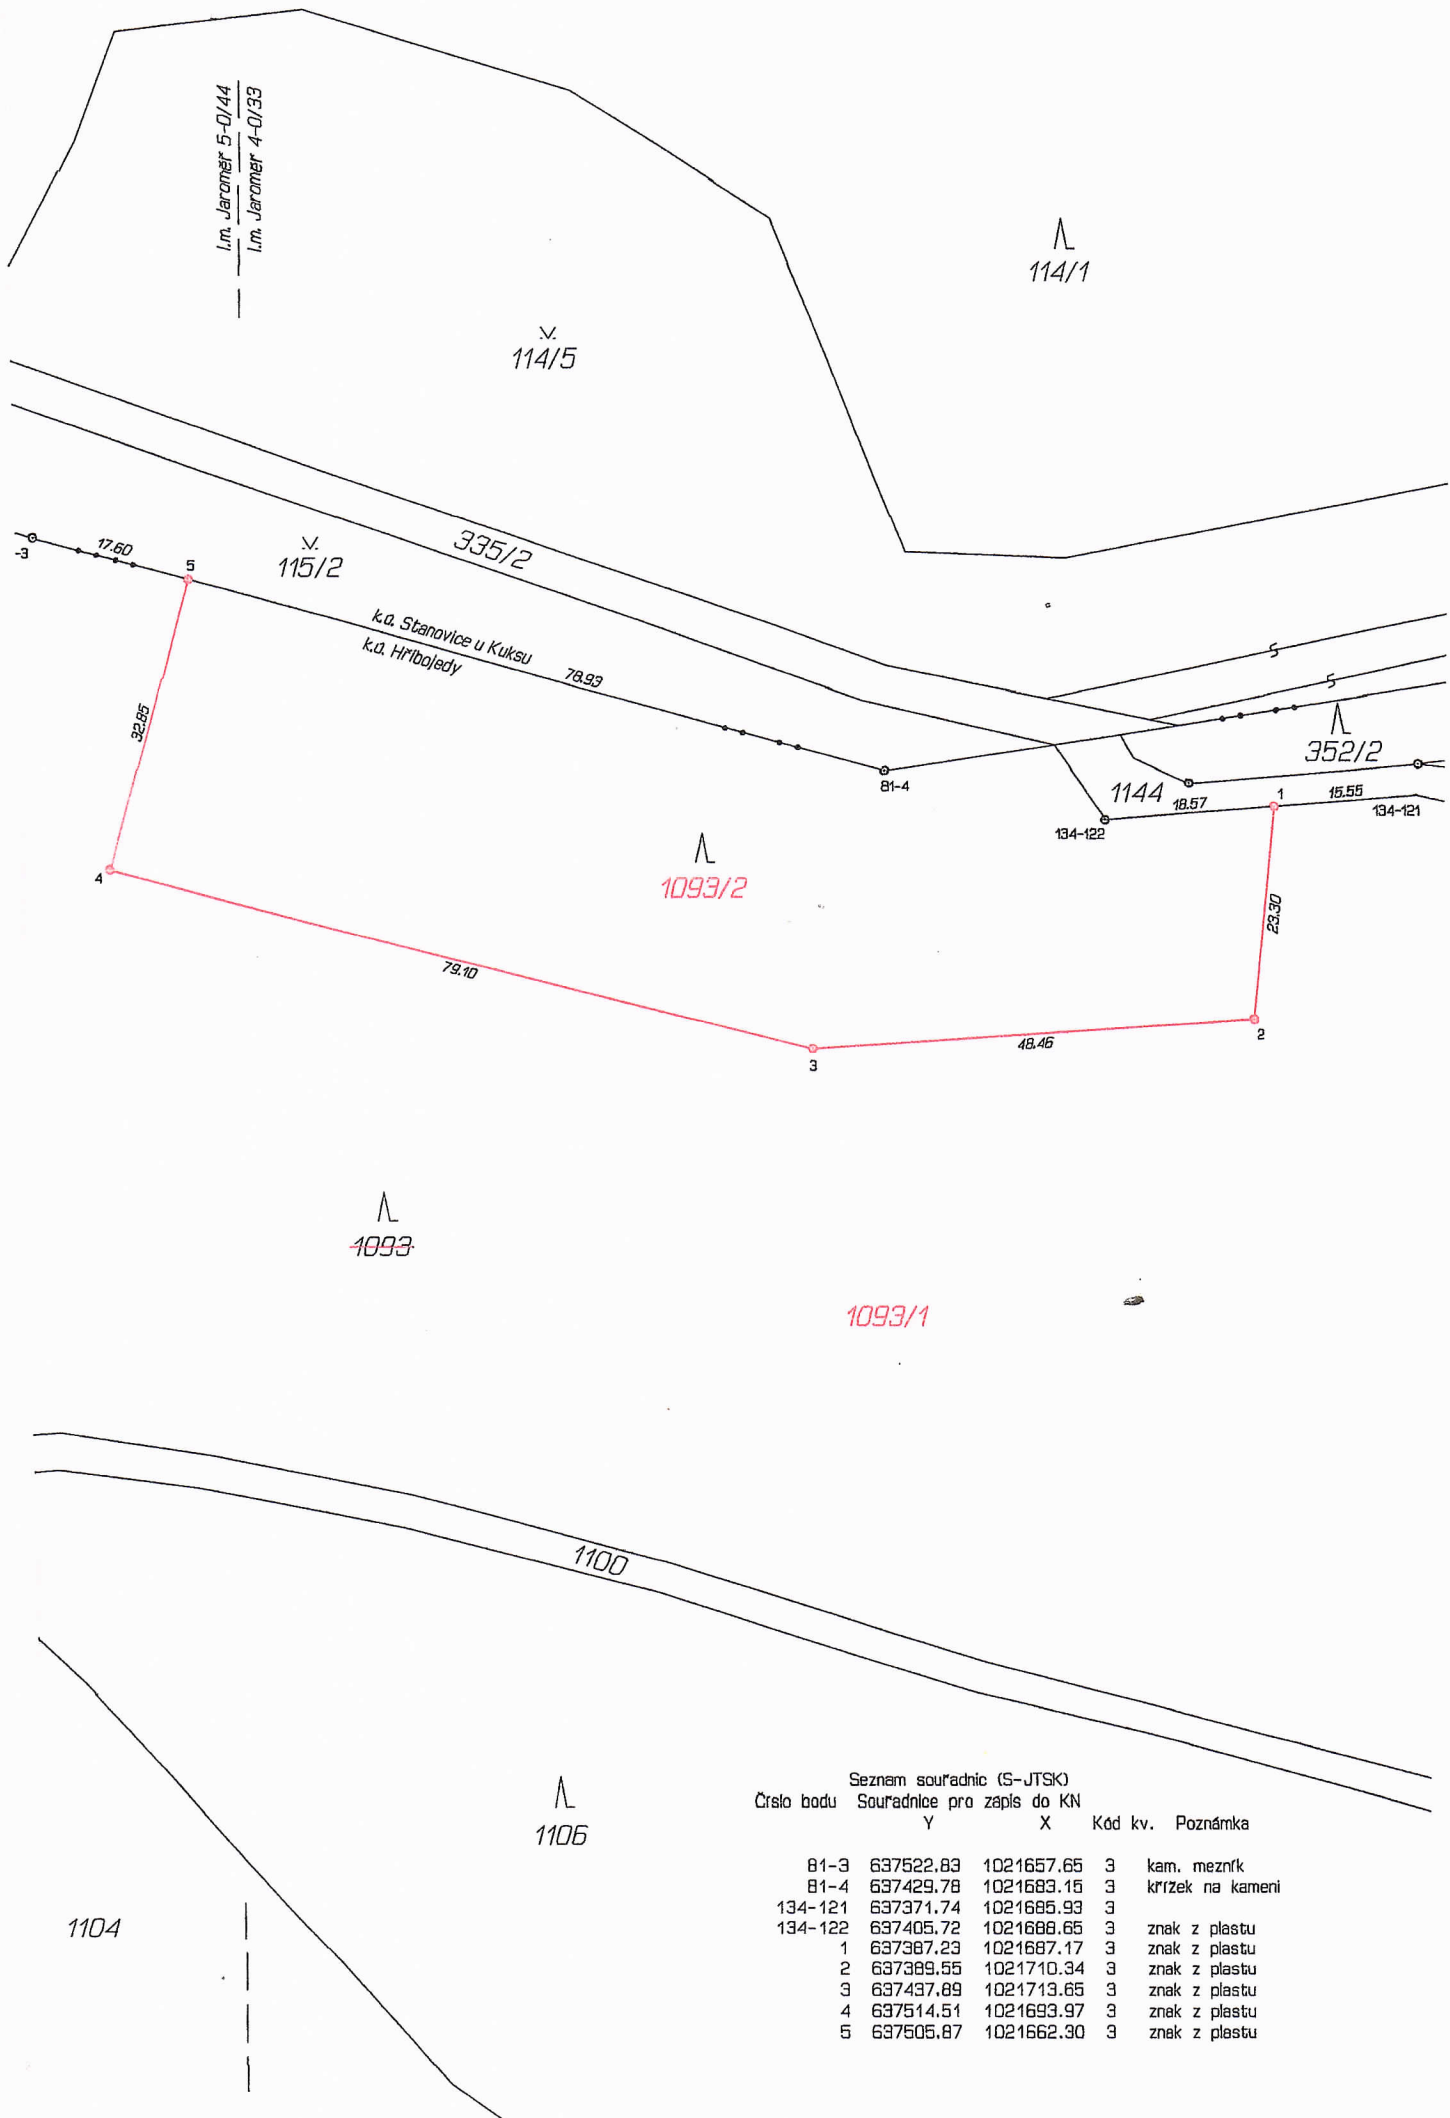 l.m. Jaroměř 5-0/44
l.m. Jaroměř 4-0/33
114/1
114/5
335/2
-3
17.60
5
115/2
k.ú. Stanovice u Kuksu
k.ú. Hřibojedy
78.93
32.85
81-4
352/2
1144
18.57
1
15.55
134-121
134-122
4
1093/2
23.30
79.10
48.46
2
3
1093
1093/1
1100
1106
1104
Seznam souřadnic (S-JTSK)
Číslo bodu Souřadnice pro zápis do KN
Y X Kód kv. Poznámka
81-3 637522.83 1021657.65 3 kam. mezník
81-4 637429.78 1021683.15 3 křížek na kameni
134-121 637371.74 1021685.93 3
134-122 637405.72 1021688.65 3 znak z plastu
1 637387.23 1021687.17 3 znak z plastu
2 637389.55 1021710.34 3 znak z plastu
3 637437.89 1021713.65 3 znak z plastu
4 637514.51 1021693.97 3 znak z plastu
5 637505.87 1021662.30 3 znak z plastu